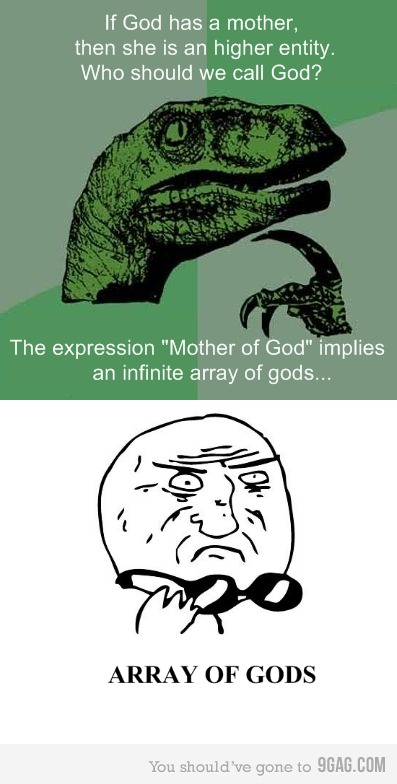 If God has a mother,
then she is an higher entity.
Who should we call God?
The expression "Mother of God" implies
an infinite array of gods...
ARRAY OF GODS
You should've gone to 9GAG.COM